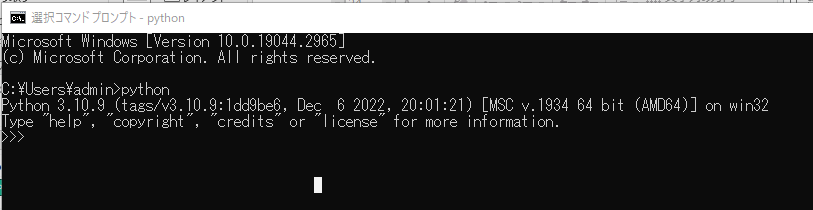 選択コマンド プロンプト - python
Microsoft Windows [Version 10.0.19044.2965]
(c) Microsoft Corporation. All rights reserved.
C:¥Users¥admin>python
Python 3.10.9 (tags/v3.10.9:1dd9be6, Dec  6 2022, 20:01:21) [MSC v.1934 64 bit (AMD64)] on win32
Type "help", "copyright", "credits" or "license" for more information.
>>>